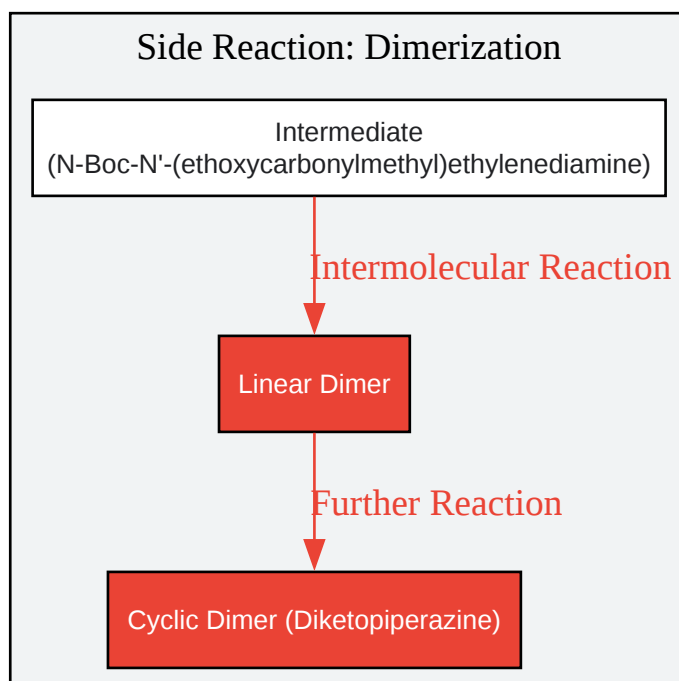 Side Reaction: Dimerization
Intermediate
(N-Boc-N'-(ethoxycarbonylmethyl)ethylenediamine)
Intermolecular Reaction
Linear Dimer
Further Reaction
Cyclic Dimer (Diketopiperazine)